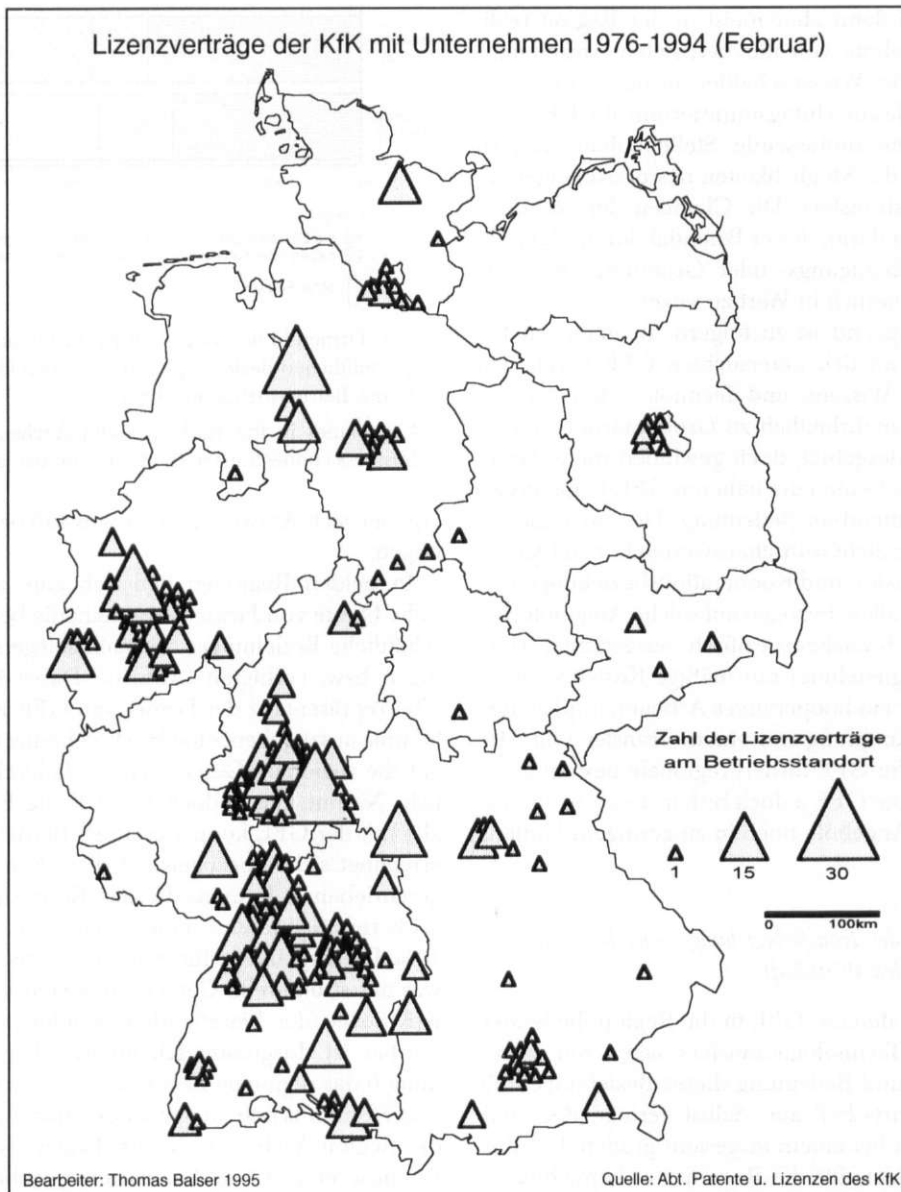 Lizenzverträge der KfK mit Unternehmen 1976-1994 (Februar)
Zahl der Lizenzverträge
am Betriebsstandort
1 15 30
0 100km
Bearbeiter: Thomas Balser 1995 Quelle: Abt. Patente u. Lizenzen des KfK